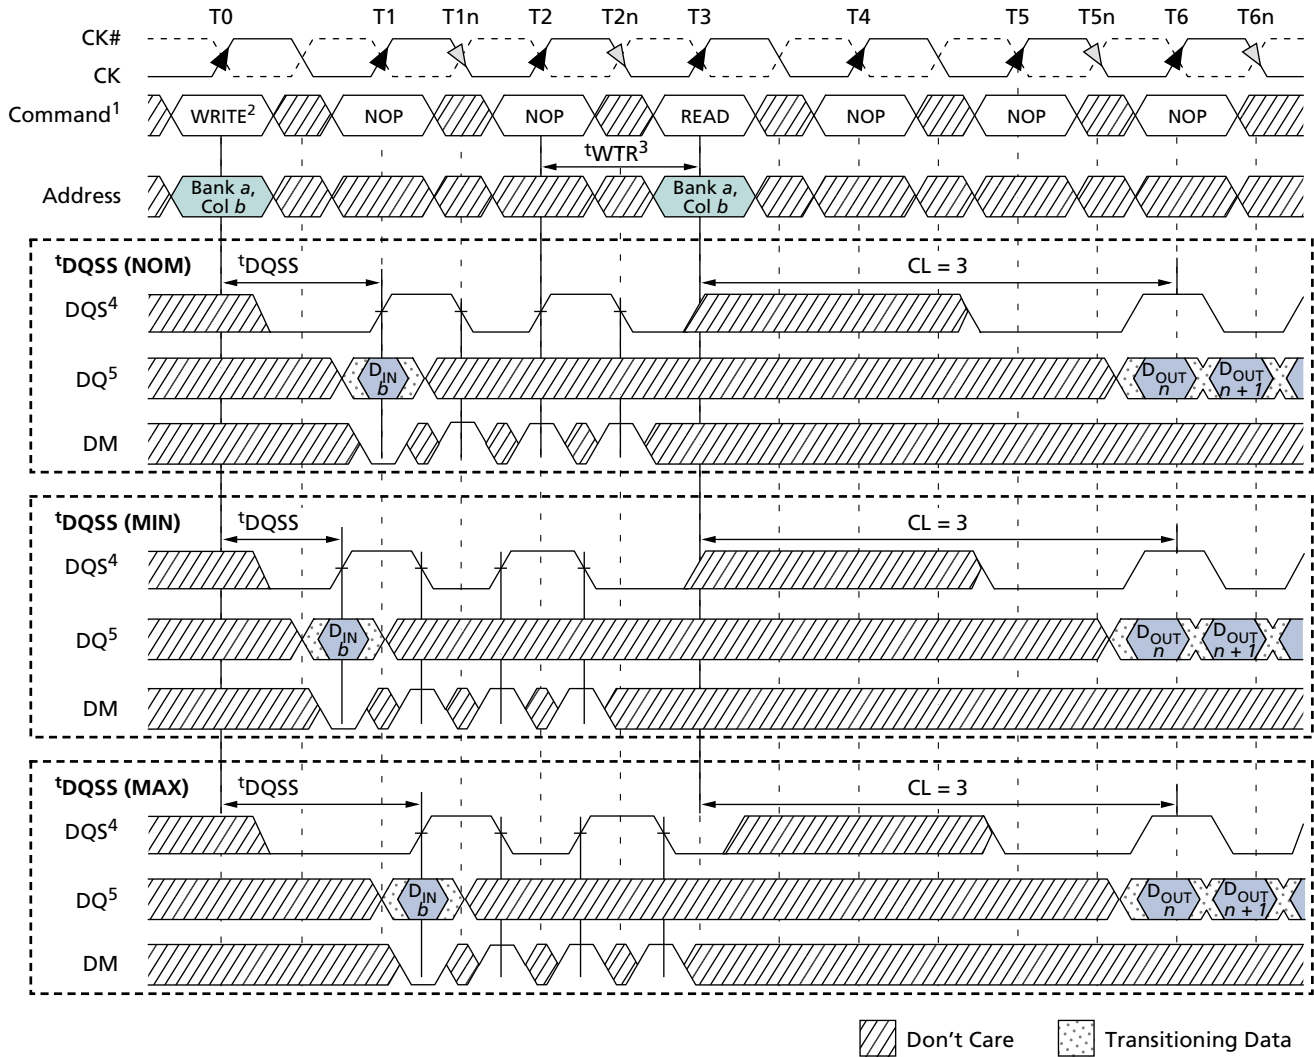 T0 T1 T1n T2 T2n T3 T4 T5 T5n T6 T6n
CK#
CK
Command1 WRITE2 NOP NOP READ NOP NOP NOP
tWTR3
Address Bank a, Col b Bank a, Col b
tDQSS (NOM) tDQSS CL = 3
DQS4
DQ5 DIN b DOUT n DOUT n + 1
DM
tDQSS (MIN) tDQSS CL = 3
DQS4
DQ5 DIN b DOUT n DOUT n + 1
DM
tDQSS (MAX) tDQSS CL = 3
DQS4
DQ5 DIN b DOUT n DOUT n + 1
DM
Don't Care Transitioning Data